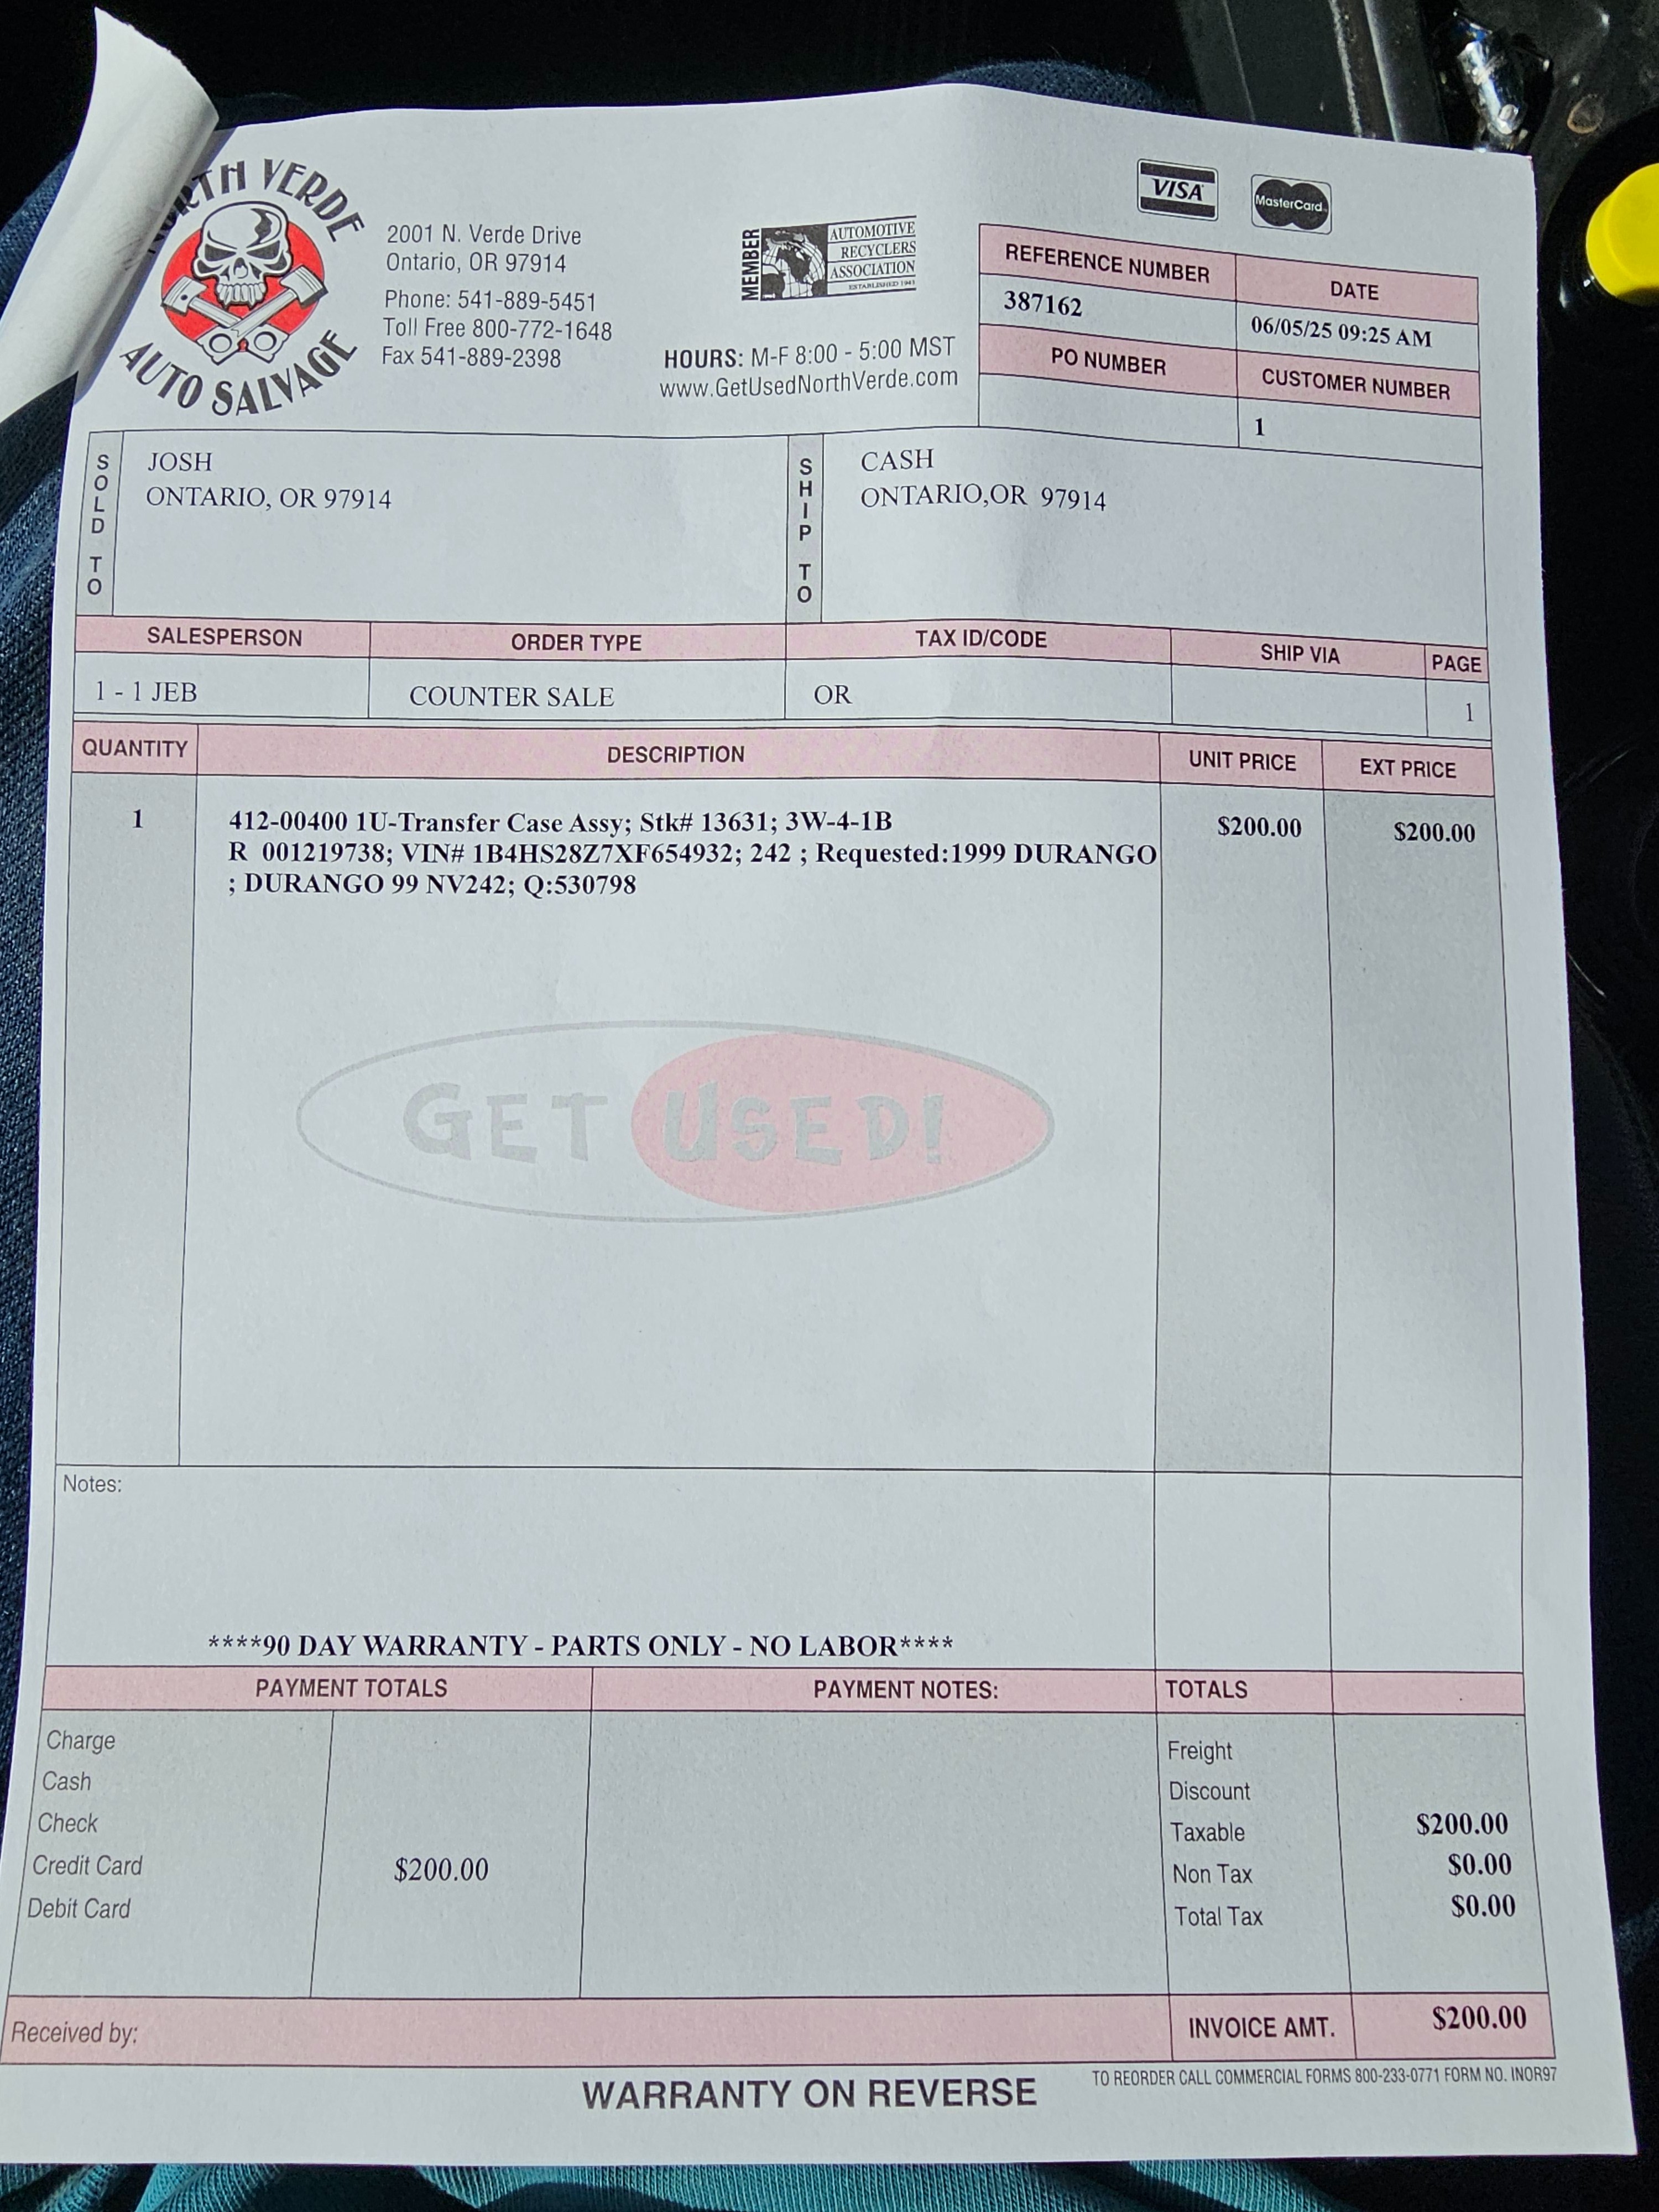 NORTH VERDE
AUTO SALVAGE
2001 N. Verde Drive
Ontario, OR 97914
Phone: 541-889-5451
Toll Free 800-772-1648
Fax 541-889-2398
MEMBER
AUTOMOTIVE
RECYCLERS
ASSOCIATION
ESTABLISHED 1943
HOURS: M-F 8:00 - 5:00 MST
www.GetUsedNorthVerde.com
VISA
MasterCard
REFERENCE NUMBER
DATE
387162
06/05/25 09:25 AM
PO NUMBER
CUSTOMER NUMBER
1
SOLD TO
JOSH
ONTARIO, OR 97914
SHIP TO
CASH
ONTARIO,OR 97914
SALESPERSON
ORDER TYPE
TAX ID/CODE
SHIP VIA
PAGE
1 - 1 JEB
COUNTER SALE
OR
1
QUANTITY
DESCRIPTION
UNIT PRICE
EXT PRICE
1
412-00400 1U-Transfer Case Assy; Stk# 13631; 3W-4-1B
R 001219738; VIN# 1B4HS28Z7XF654932; 242 ; Requested:1999 DURANGO
; DURANGO 99 NV242; Q:530798
$200.00
$200.00
GET USED!
Notes:
****90 DAY WARRANTY - PARTS ONLY - NO LABOR****
PAYMENT TOTALS
PAYMENT NOTES:
TOTALS
Charge
Cash
Check
Credit Card
$200.00
Debit Card
Freight
Discount
Taxable
$200.00
Non Tax
$0.00
Total Tax
$0.00
Received by:
INVOICE AMT.
$200.00
WARRANTY ON REVERSE
TO REORDER CALL COMMERCIAL FORMS 800-233-0771 FORM NO. INOR97